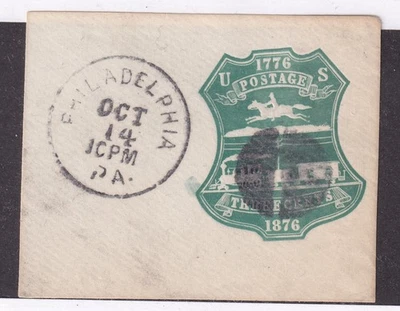 PHILADELPHIA
OCT
14
1CPM
PA.
1776
U S
POSTAGE
THREE CENTS
1876